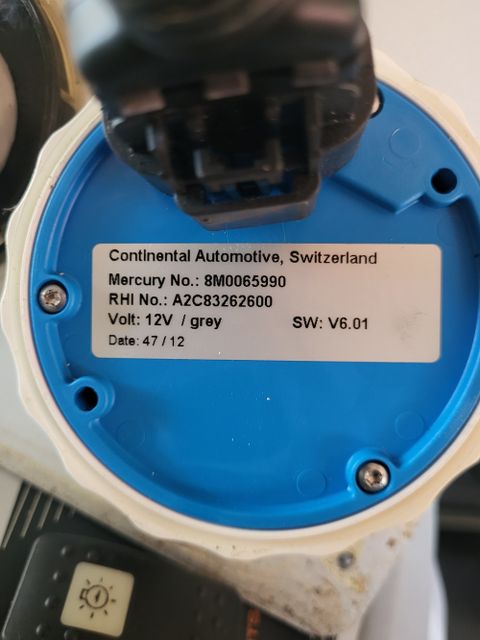 Continental Automotive, Switzerland
Mercury No.: 8M0065990
RHI No.: A2C83262600
Volt: 12V / grey SW: V6.01
Date: 47 / 12